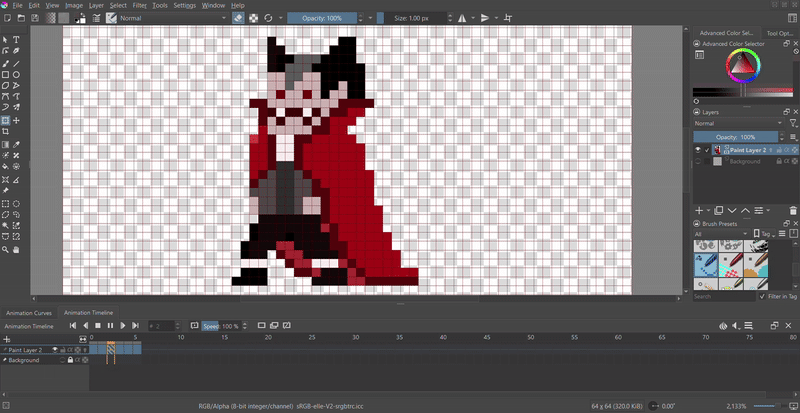 File Edit View Image Layer Select Filter Tools Settings Window Help
Normal Opacity: 100% Size: 1.00 px
Advanced Color Sel... Tool Opt...
Advanced Color Selector
Layers
Normal
Opacity: 100%
Paint Layer 2
Background
Brush Presets
All Tag
Search Filter in Tag
Animation Curves Animation Timeline
Animation Timeline 2 Speed: 100 %
0 5 10 15 20 25 30 35 40 45 50 55 60 65 70 75 80
Paint Layer 2
Background
RGB/Alpha (8-bit integer/channel) sRGB-elle-V2-srgbtrc.icc 64 x 64 (320.0 KiB) 0.00° 2,133%